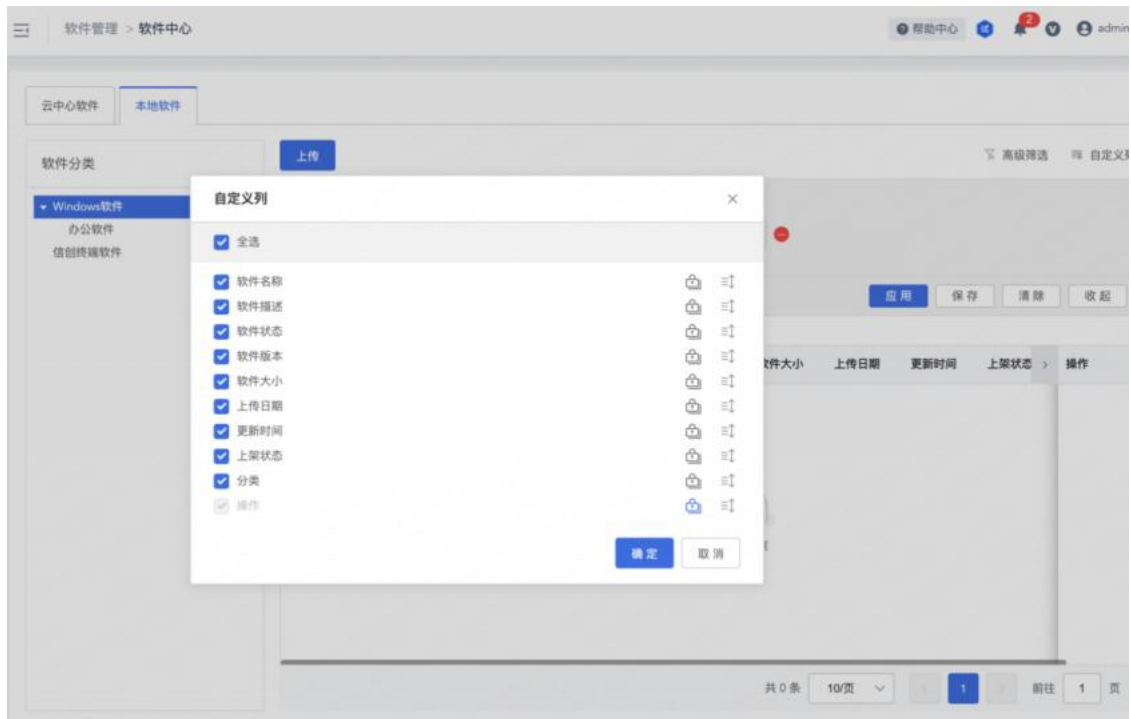 软件管理 > 软件中心
帮助中心
2
admin
云中心软件
本地软件
软件分类
上传
高级筛选
自定义列
Windows软件
办公软件
信创终端软件
自定义列
全选
软件名称
软件描述
软件状态
软件版本
软件大小
上传日期
更新时间
上架状态
分类
操作
确定
取消
应用
保存
清除
收起
件大小
上传日期
更新时间
上架状态
操作
共 0 条
10/页
1
前往
1
页